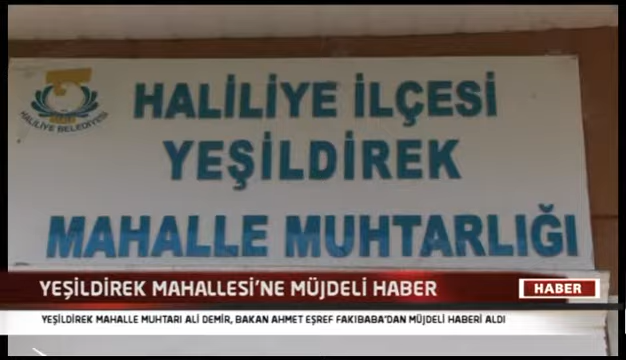 HALİLİYE İLÇESİ
YEŞİLDİREK
MAHALLE MUHTARLIĞI
HALİLİYE BELEDİYESİ
YEŞİLDİREK MAHALLESİ'NE MÜJDELİ HABER
HABER
YEŞİLDİREK MAHALLE MUHTARI ALİ DEMİR, BAKAN AHMET EŞREF FAKIBABA'DAN MÜJDELİ HABERİ ALDI